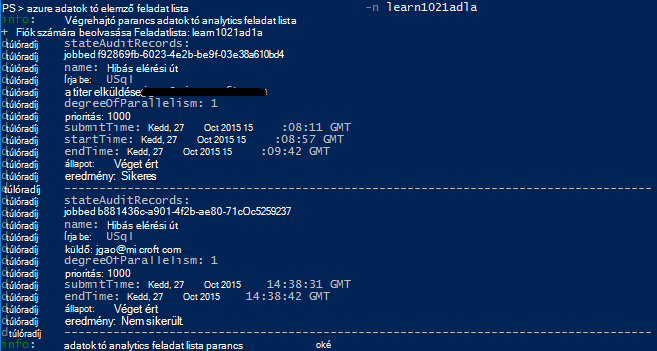 PS > azure adatok tó elemző feladat lista -n learn1021adla
info: Végrehajtó parancs adatok tó analytics feladat lista
+ Fiók számára beolvasása Feladatlista: learn1021ad1a
túlóradíj stateAuditRecords:
túlóradíj jobbed f92869fb-6023-4e2b-be9f-03e38a610bd4
túlóradíj name: Hibás elérési út
túlóradíj Írja be: USql
túlóradíj a titer elküldése
túlóradíj degreeOfParallelism: 1
túlóradíj prioritás: 1000
túlóradíj submitTime: Kedd, 27 Oct 2015 15 :08:11 GMT
túlóradíj startTime: Kedd, 27 Oct 2015 15 :08:57 GMT
túlóradíj endTime: Kedd, 27 Oct 2015 15 :09:42 GMT
túlóradíj állapot: Véget ért
túlóradíj eredmény: Sikeres
túlóradíj --------------------------------------------------------------------------
túlóradíj stateAuditRecords:
túlóradíj jobbed b881436c-a901-4f2b-ae80-71cOc5259237
túlóradíj name: Hibás elérési út
túlóradíj Írja be: USql
túlóradíj küldő: jgao@mi croft com
túlóradíj degreeOfParallelism: 1
túlóradíj prioritás: 1000
túlóradíj submitTime: Kedd, 27 Oct 2015 14:38:31 GMT
túlóradíj endTime: Kedd, 27 Oct 2015 14:38:42 GMT
túlóradíj állapot: Véget ért
túlóradíj eredmény: Nem sikerült
túlóradíj --------------------------------------------------------------------------
info: adatok tó analytics feladat lista parancs oké